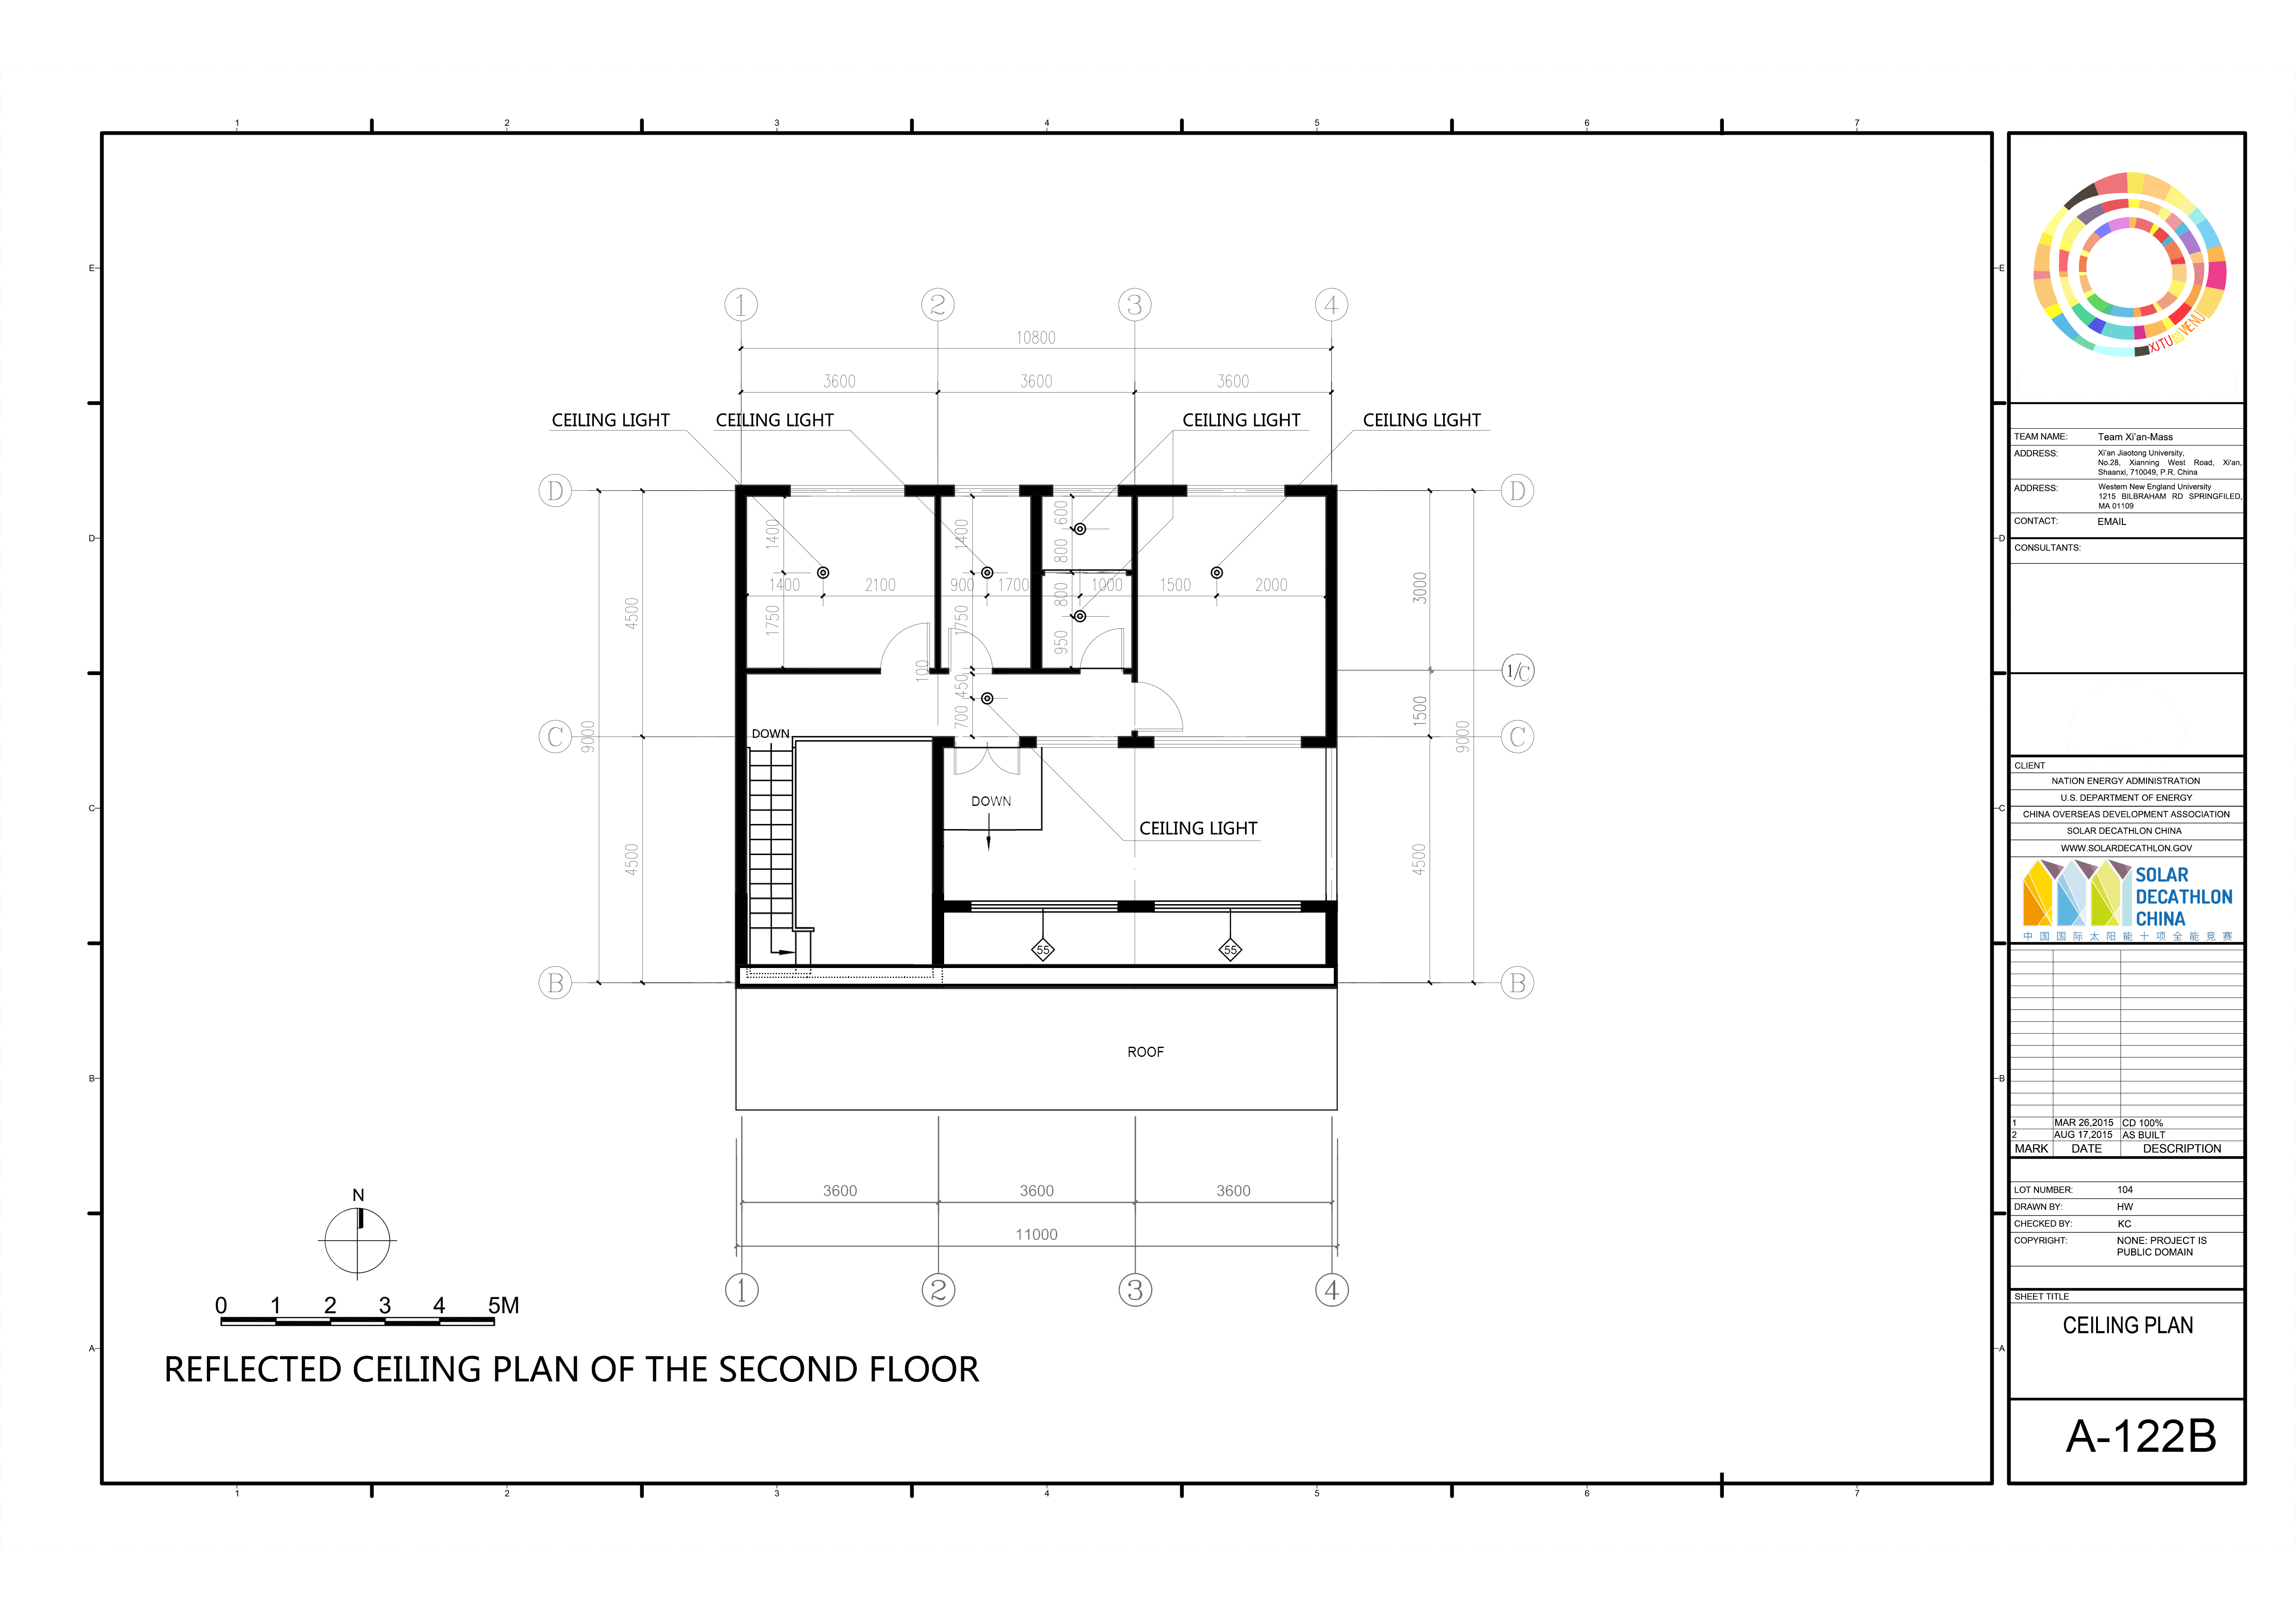 1 2 3 4 5 6 7
E
E
1 2 3 4
10800
3600 3600 3600
CEILING LIGHT CEILING LIGHT CEILING LIGHT CEILING LIGHT
D D
1400 1400 600
800
1400 2100 900 1700 1000 1500 2000
800
1750 1750 950
4500 3000
D
D
100
450
700
1/C
1500
C C
9000 9000
DOWN
DOWN
CEILING LIGHT
C
C
4500 4500
55 55
B B
ROOF
B
B
3600 3600 3600
11000
1 2 3 4
N
0 1 2 3 4 5M
A
A
REFLECTED CEILING PLAN OF THE SECOND FLOOR
1 2 3 4 5 6 7
XJTU WENU
TEAM NAME: Team Xi'an-Mass
ADDRESS: Xi'an Jiaotong University,
No.28, Xianning West Road, Xi'an,
Shaanxi, 710049, P.R. China
ADDRESS: Western New England University
1215 BILBRAHAM RD SPRINGFILED,
MA 01109
CONTACT: EMAIL
CONSULTANTS:
CLIENT
NATION ENERGY ADMINISTRATION
U.S. DEPARTMENT OF ENERGY
CHINA OVERSEAS DEVELOPMENT ASSOCIATION
SOLAR DECATHLON CHINA
WWW.SOLARDECATHLON.GOV
SOLAR
DECATHLON
CHINA
中国国际太阳能十项全能竞赛
1 MAR 26,2015 CD 100%
2 AUG 17,2015 AS BUILT
MARK DATE DESCRIPTION
LOT NUMBER: 104
DRAWN BY: HW
CHECKED BY: KC
COPYRIGHT: NONE: PROJECT IS
PUBLIC DOMAIN
SHEET TITLE
CEILING PLAN
A-122B